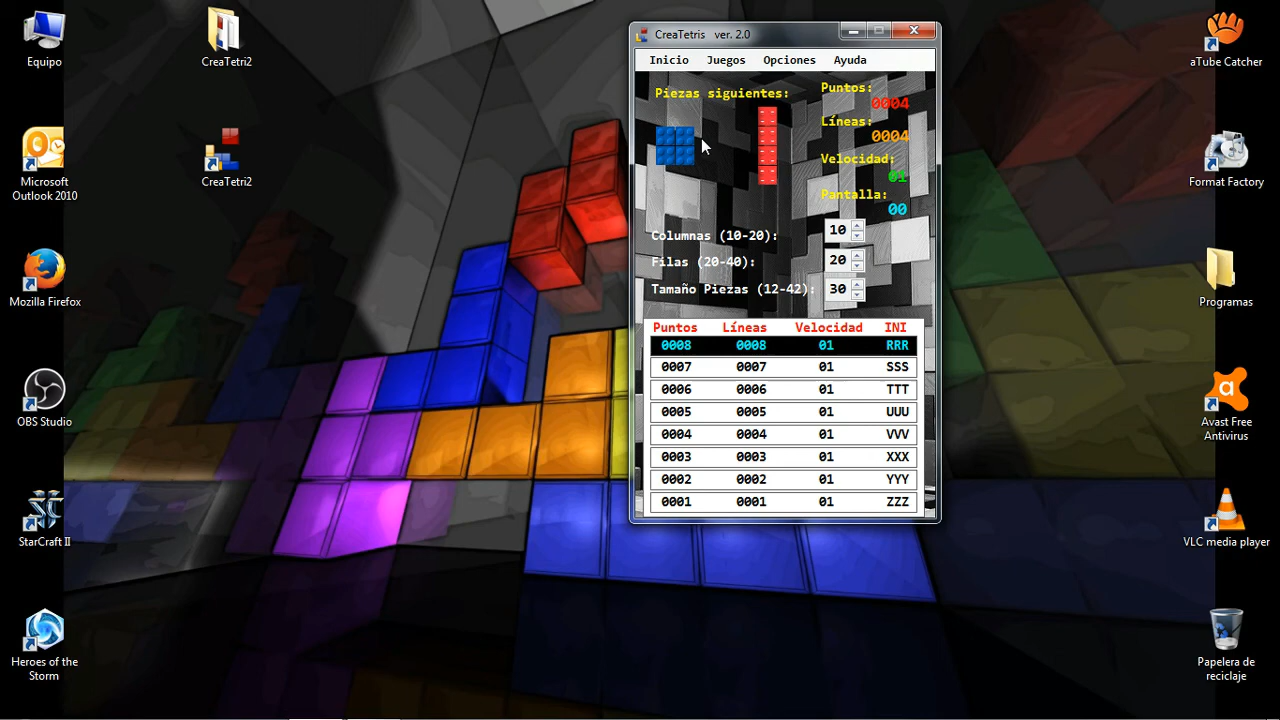 Equipo
CreaTetri2
Microsoft
Outlook 2010
CreaTetri2
Mozilla Firefox
OBS Studio
StarCraft II
Heroes of the
Storm
CreaTetris ver. 2.0
Inicio Juegos Opciones Ayuda
Piezas siguientes:
Puntos:
0004
Líneas:
0004
Velocidad:
01
Pantalla:
00
Columnas (10-20): 10
Filas (20-40): 20
Tamaño Piezas (12-42): 30
Puntos Líneas Velocidad INI
0008 0008 01 RRR
0007 0007 01 SSS
0006 0006 01 TTT
0005 0005 01 UUU
0004 0004 01 VVV
0003 0003 01 XXX
0002 0002 01 YYY
0001 0001 01 ZZZ
aTube Catcher
Format Factory
Programas
Avast Free
Antivirus
VLC media player
Papelera de
reciclaje